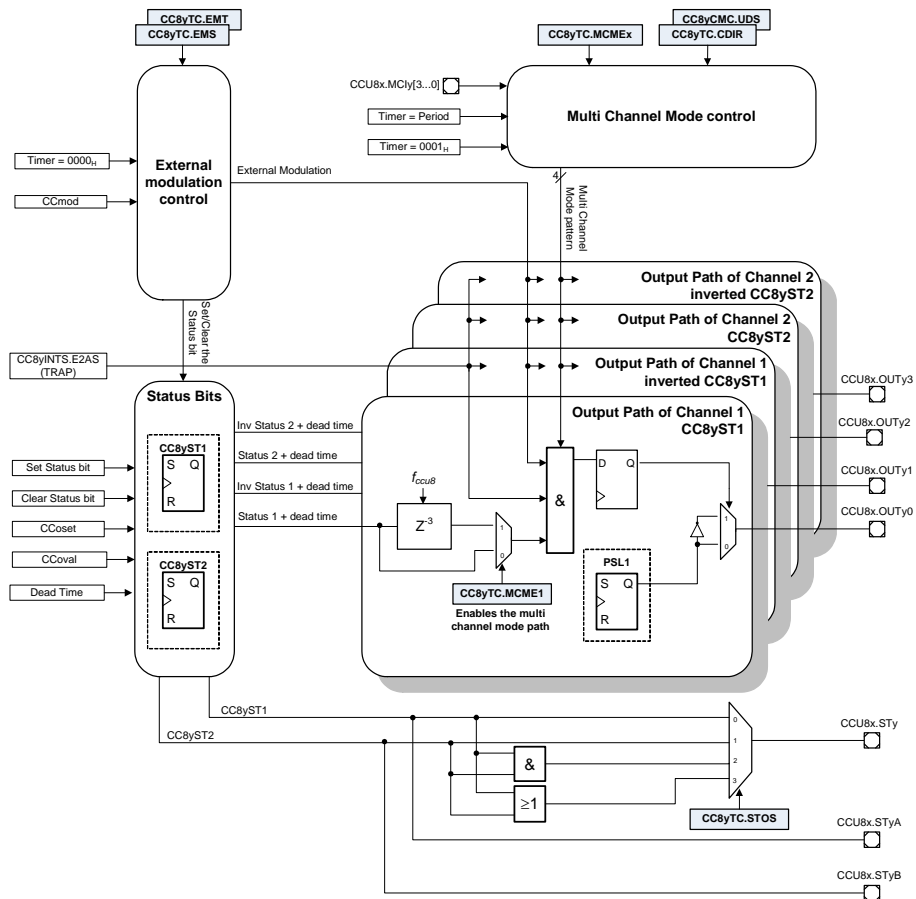 CC8yTC.EMT
CC8yTC.EMS
CC8yTC.MCMEx
CC8yCMC.UDS
CC8yTC.CDIR
CCU8x.MCIy[3...0]
Timer = Period
Timer = 0001H
Multi Channel Mode control
Timer = 0000H
CCmod
External
modulation
control
External Modulation
4
Multi Channel
Mode pattern
Set/Clear the
Status bit
CC8yINTS.E2AS
(TRAP)
Output Path of Channel 2
inverted CC8yST2
Output Path of Channel 2
CC8yST2
Output Path of Channel 1
inverted CC8yST1
Output Path of Channel 1
CC8yST1
CCU8x.OUTy3
CCU8x.OUTy2
CCU8x.OUTy1
CCU8x.OUTy0
Status Bits
CC8yST1
S Q
R
CC8yST2
S Q
R
Set Status bit
Clear Status bit
CCoset
CCoval
Dead Time
Inv Status 2 + dead time
Status 2 + dead time
Inv Status 1 + dead time
Status 1 + dead time
fccu8
Z-3
1
0
CC8yTC.MCME1
Enables the multi
channel mode path
&
D Q
PSL1
S Q
R
1
0
CC8yST1
CC8yST2
&
≥1
0
1
2
3
CC8yTC.STOS
CCU8x.STy
CCU8x.STyA
CCU8x.STyB